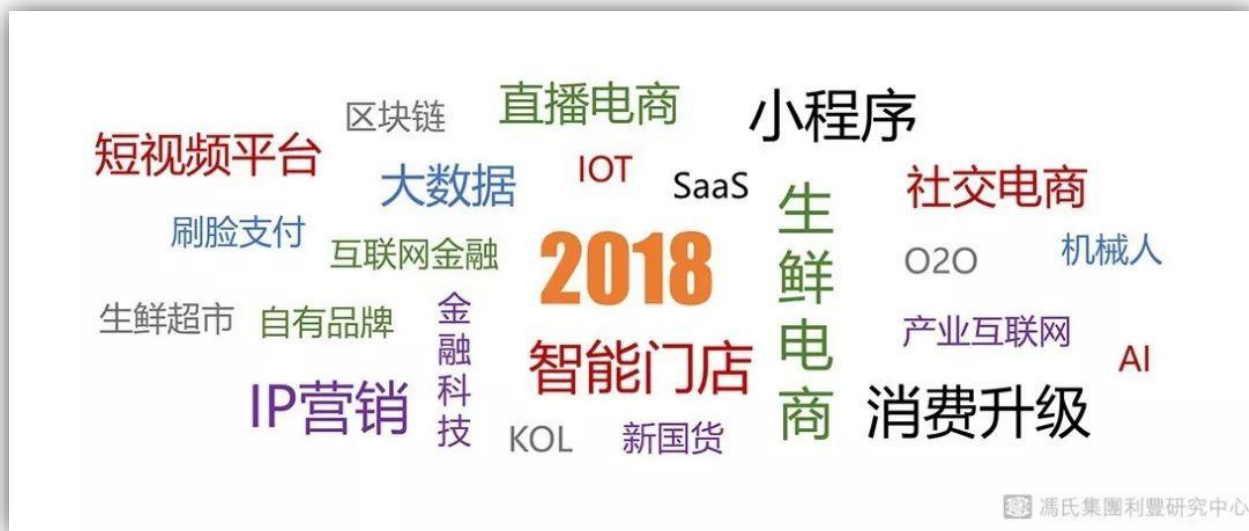 区块链
直播电商
小程序
短视频平台
大数据
IOT
SaaS
生鲜电商
社交电商
刷脸支付
互联网金融
2018
O2O
机械人
生鲜超市
自有品牌
金融科技
智能门店
产业互联网
AI
IP营销
KOL
新国货
消费升级
馮氏集團利豐研究中心